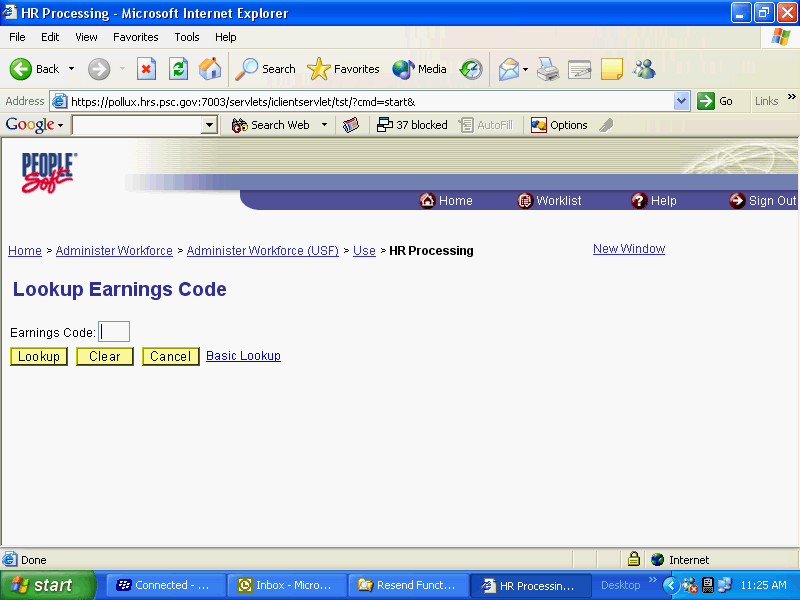 HR Processing - Microsoft Internet Explorer
File Edit View Favorites Tools Help
Back Search Favorites Media
Address https://pollux.hrs.psc.gov:7003/servlets/iclientservlet/tst/?cmd=start& Go Links »
Google Search Web 37 blocked AutoFill Options
PEOPLE
Soft
Home Worklist Help Sign Out
Home > Administer Workforce > Administer Workforce (USF) > Use > HR Processing New Window
Lookup Earnings Code
Earnings Code:
Lookup Clear Cancel Basic Lookup
Done Internet
start Connected - ... Inbox - Micro... Resend Funct... HR Processin... Desktop » 11:25 AM